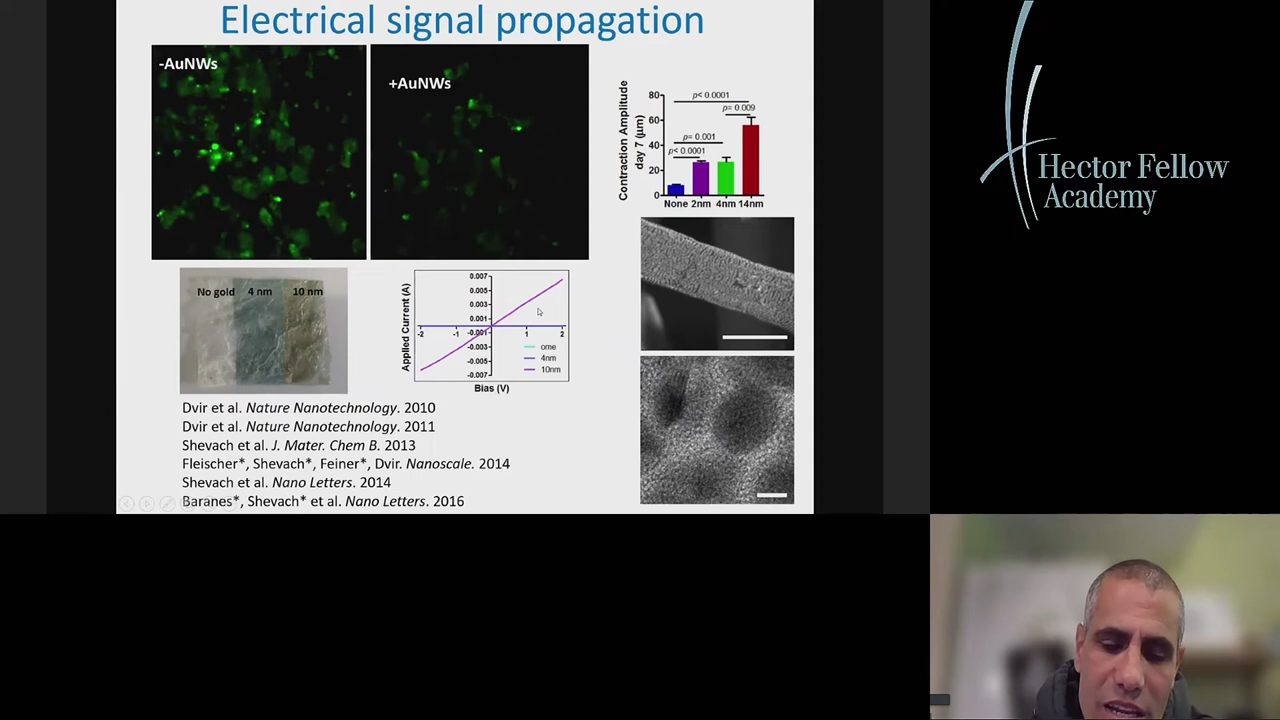 Electrical signal propagation
-AuNWs
+AuNWs
Contraction Amplitude
day 7 (μm)
80
60
40
20
0
p< 0.0001
p= 0.009
p= 0.001
p< 0.0001
None 2nm 4nm 14nm
No gold 4 nm 10 nm
Applied Current (A)
0.007
0.005
0.003
0.001
-0.001
-0.003
-0.005
-0.007
-2 -1 1 2
ome
4nm
10nm
Bias (V)
Dvir et al. Nature Nanotechnology. 2010
Dvir et al. Nature Nanotechnology. 2011
Shevach et al. J. Mater. Chem B. 2013
Fleischer*, Shevach*, Feiner*, Dvir. Nanoscale. 2014
Shevach et al. Nano Letters. 2014
Baranes*, Shevach* et al. Nano Letters. 2016
Hector Fellow
Academy